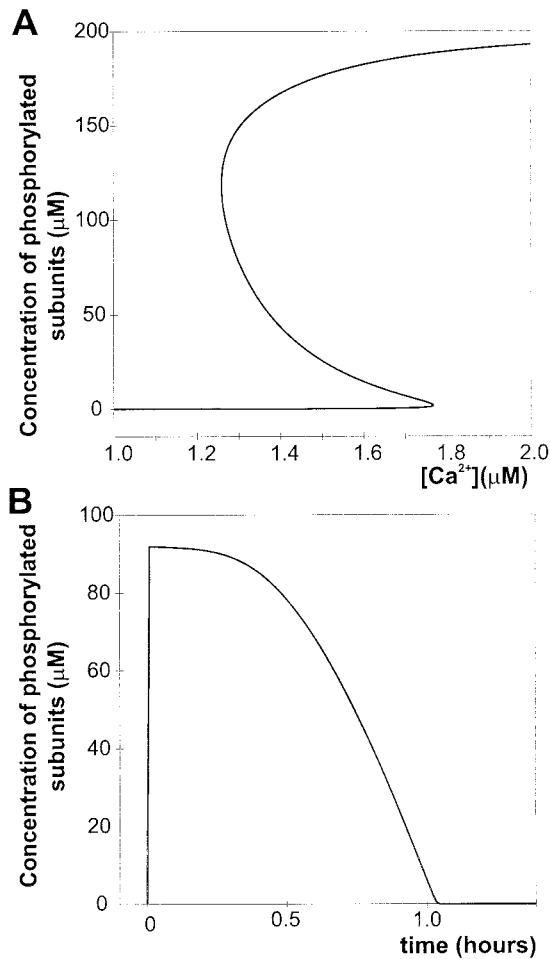 A
Concentration of phosphorylated
subunits (μM)
200
150
100
50
0
1.0 1.2 1.4 1.6 1.8 2.0
[Ca²⁺](μM)
B
Concentration of phosphorylated
subunits (μM)
100
80
60
40
20
0
0 0.5 1.0
time (hours)